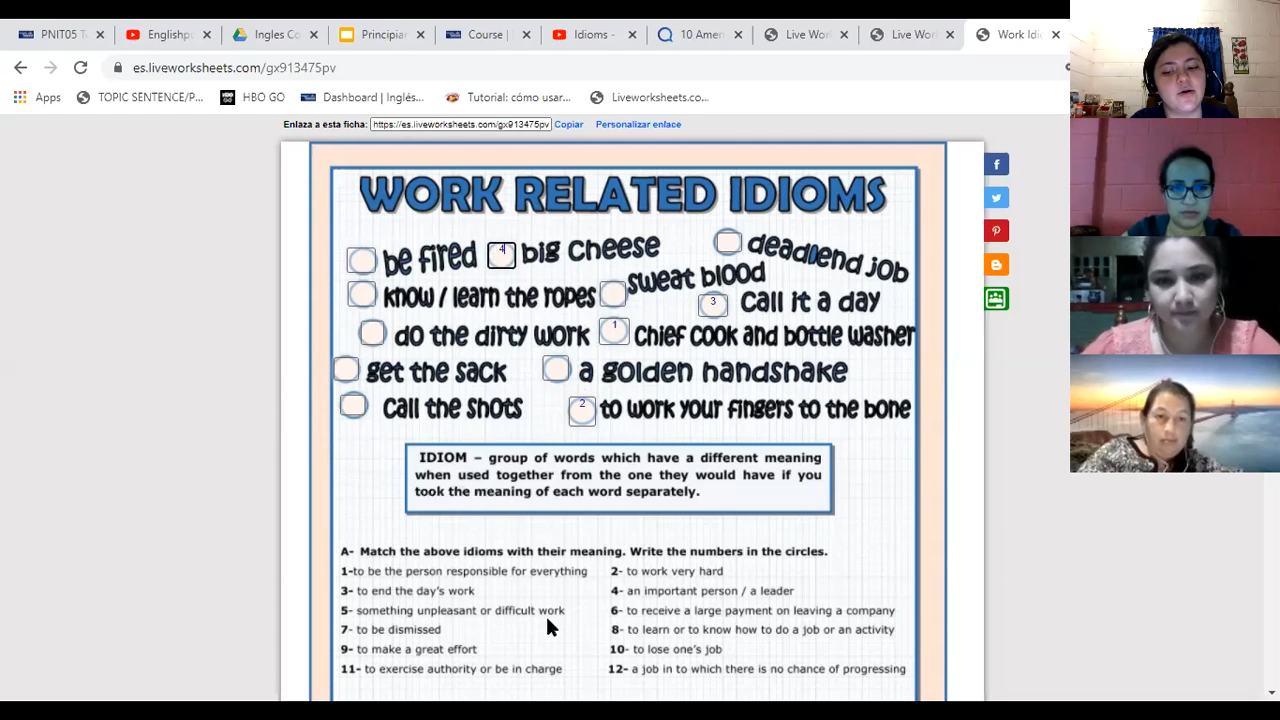 PNIT05 T
Englishp
Ingles Co
Principia
Course |
Idioms -
10 Amer
Live Wor
Live Wor
Work Idi
es.liveworksheets.com/gx913475pv
Apps
TOPIC SENTENCE/P...
HBO GO
Dashboard | Inglés...
Tutorial: cómo usar...
Liveworksheets.co...
Enlaza a esta ficha: https://es.liveworksheets.com/gx913475pv Copiar Personalizar enlace
WORK RELATED IDIOMS
be fired 4 big cheese dead end job
know / learn the ropes sweat blood
3 call it a day
do the dirty work 1 chief cook and bottle washer
get the sack a golden handshake
call the shots 2 to work your fingers to the bone
IDIOM – group of words which have a different meaning
when used together from the one they would have if you
took the meaning of each word separately.
A- Match the above idioms with their meaning. Write the numbers in the circles.
1-to be the person responsible for everything 2- to work very hard
3- to end the day's work 4- an important person / a leader
5- something unpleasant or difficult work 6- to receive a large payment on leaving a company
7- to be dismissed 8- to learn or to know how to do a job or an activity
9- to make a great effort 10- to lose one's job
11- to exercise authority or be in charge 12- a job in to which there is no chance of progressing